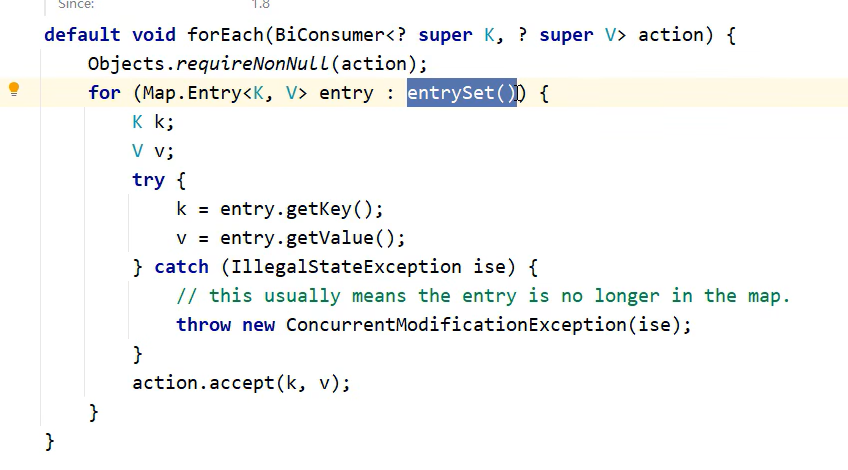 Since: 1.8
default void forEach(BiConsumer<? super K, ? super V> action) {
Objects.requireNonNull(action);
for (Map.Entry<K, V> entry : entrySet()) {
K k;
V v;
try {
k = entry.getKey();
v = entry.getValue();
} catch (IllegalStateException ise) {
// this usually means the entry is no longer in the map.
throw new ConcurrentModificationException(ise);
}
action.accept(k, v);
}
}